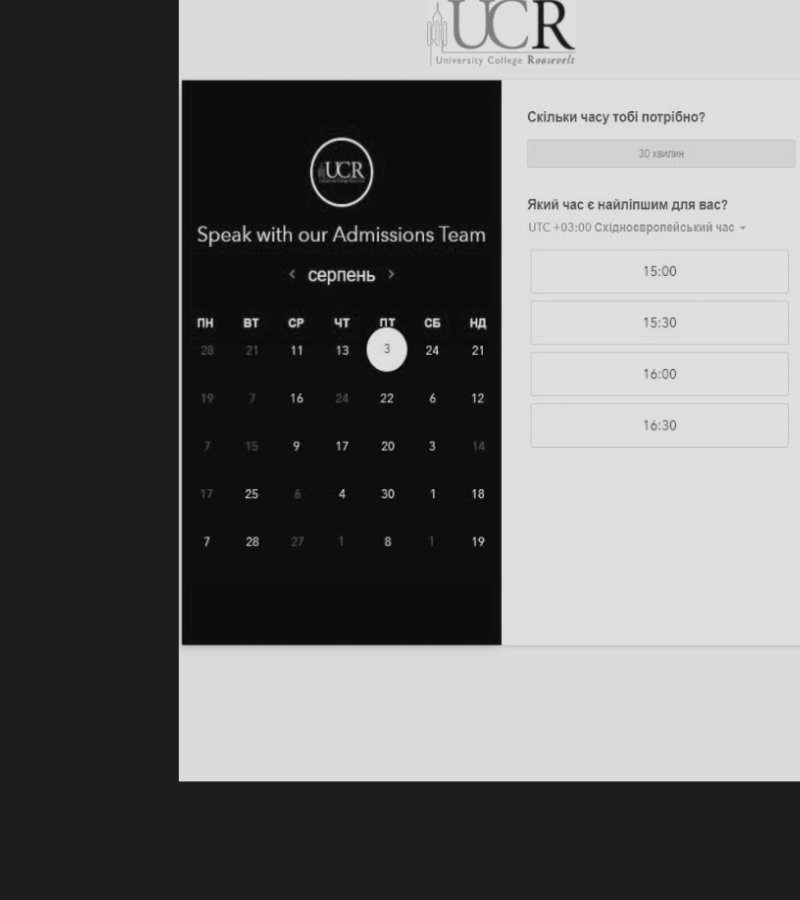 UCR
University College Roosevelt
UCR
Speak with our Admissions Team
< серпень >
ПН ВТ СР ЧТ ПТ СБ НД
28 21 11 13 3 24 21
19 7 16 24 22 6 12
7 15 9 17 20 3 14
17 25 6 4 30 1 18
7 28 27 1 8 1 19
Скільки часу тобі потрібно?
30 хвилин
Який час є найліпшим для вас?
UTC +03:00 Східноєвропейський час
15:00
15:30
16:00
16:30